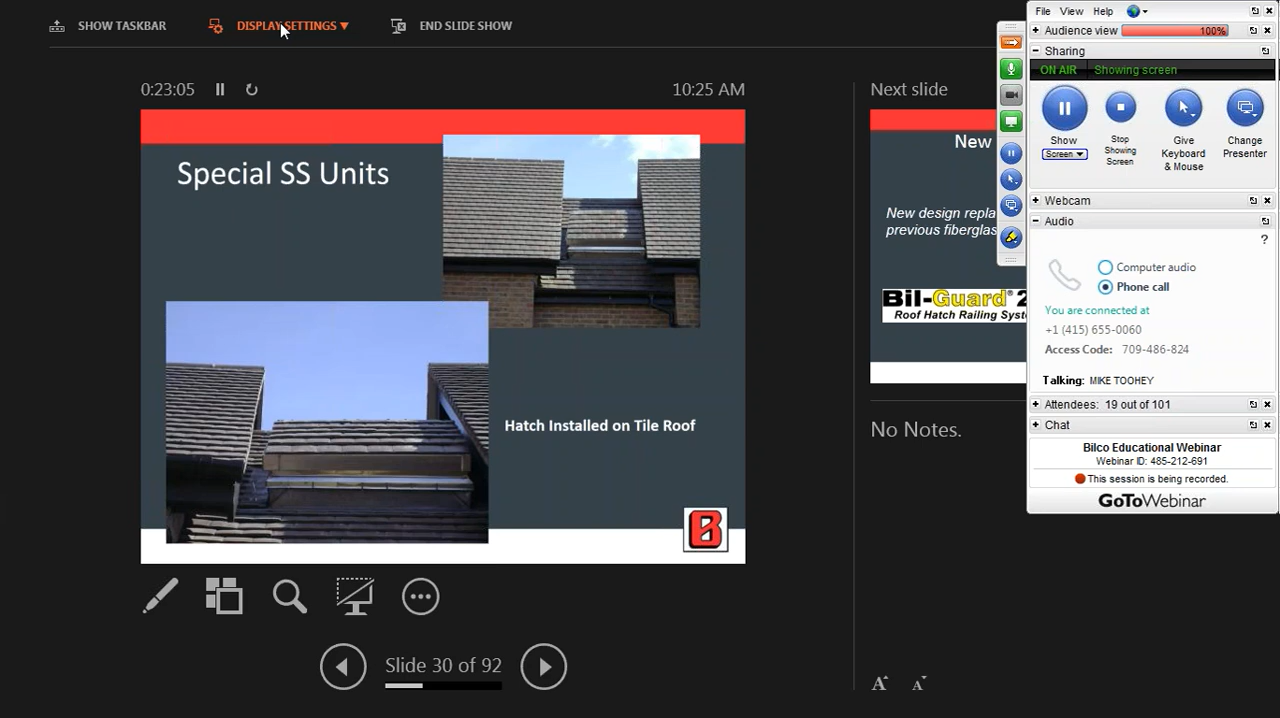 SHOW TASKBAR
DISPLAY SETTINGS ▼
END SLIDE SHOW
0:23:05
10:25 AM
Special SS Units
Hatch Installed on Tile Roof
B
Slide 30 of 92
Next slide
New
New design repla
previous fiberglas
Bil-Guard® 2
Roof Hatch Railing Syst
No Notes.
A
A
File View Help
Audience view 100%
Sharing
ON AIR Showing screen
Show
Screen
Stop
Showing
Screen
Give
Keyboard
& Mouse
Change
Presenter
Webcam
Audio
?
Computer audio
Phone call
You are connected at
+1 (415) 655-0060
Access Code: 709-486-824
Talking: MIKE TOOHEY
Attendees: 19 out of 101
Chat
Bilco Educational Webinar
Webinar ID: 485-212-691
This session is being recorded.
GoToWebinar